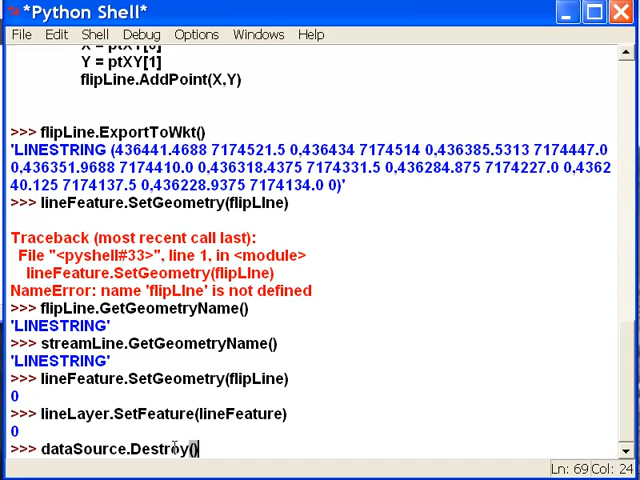 *Python Shell*
File Edit Shell Debug Options Windows Help
X = ptXY[0]
Y = ptXY[1]
flipLine.AddPoint(X,Y)
>>> flipLine.ExportToWkt()
'LINESTRING (436441.4688 7174521.5 0,436434 7174514 0,436385.5313 7174447.0
0,436351.9688 7174410.0 0,436318.4375 7174331.5 0,436284.875 7174227.0 0,4362
40.125 7174137.5 0,436228.9375 7174134.0 0)'
>>> lineFeature.SetGeometry(flipLIne)
Traceback (most recent call last):
File "<pyshell#33>", line 1, in <module>
lineFeature.SetGeometry(flipLIne)
NameError: name 'flipLIne' is not defined
>>> flipLine.GetGeometryName()
'LINESTRING'
>>> streamLine.GetGeometryName()
'LINESTRING'
>>> lineFeature.SetGeometry(flipLine)
0
>>> lineLayer.SetFeature(lineFeature)
0
>>> dataSource.Destroy()
Ln: 69 Col: 24